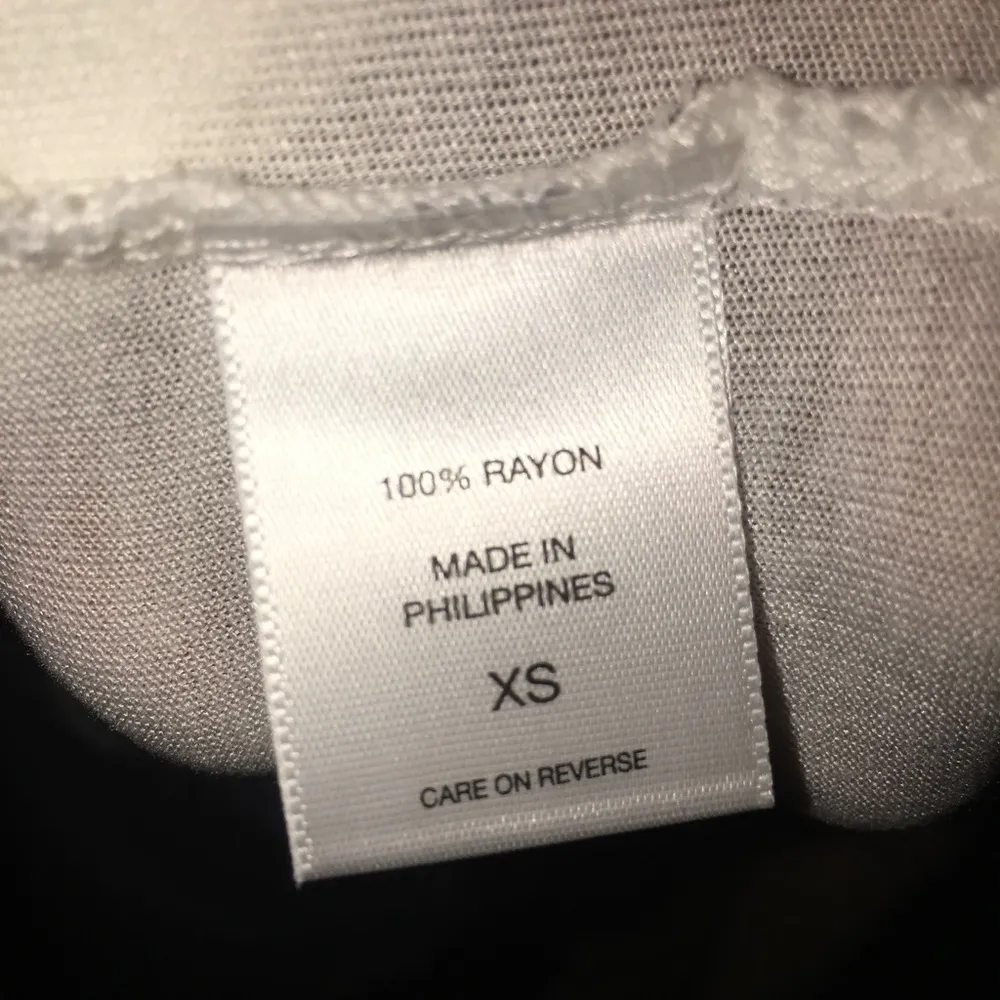 100% RAYON
MADE IN
PHILIPPINES
XS
CARE ON REVERSE